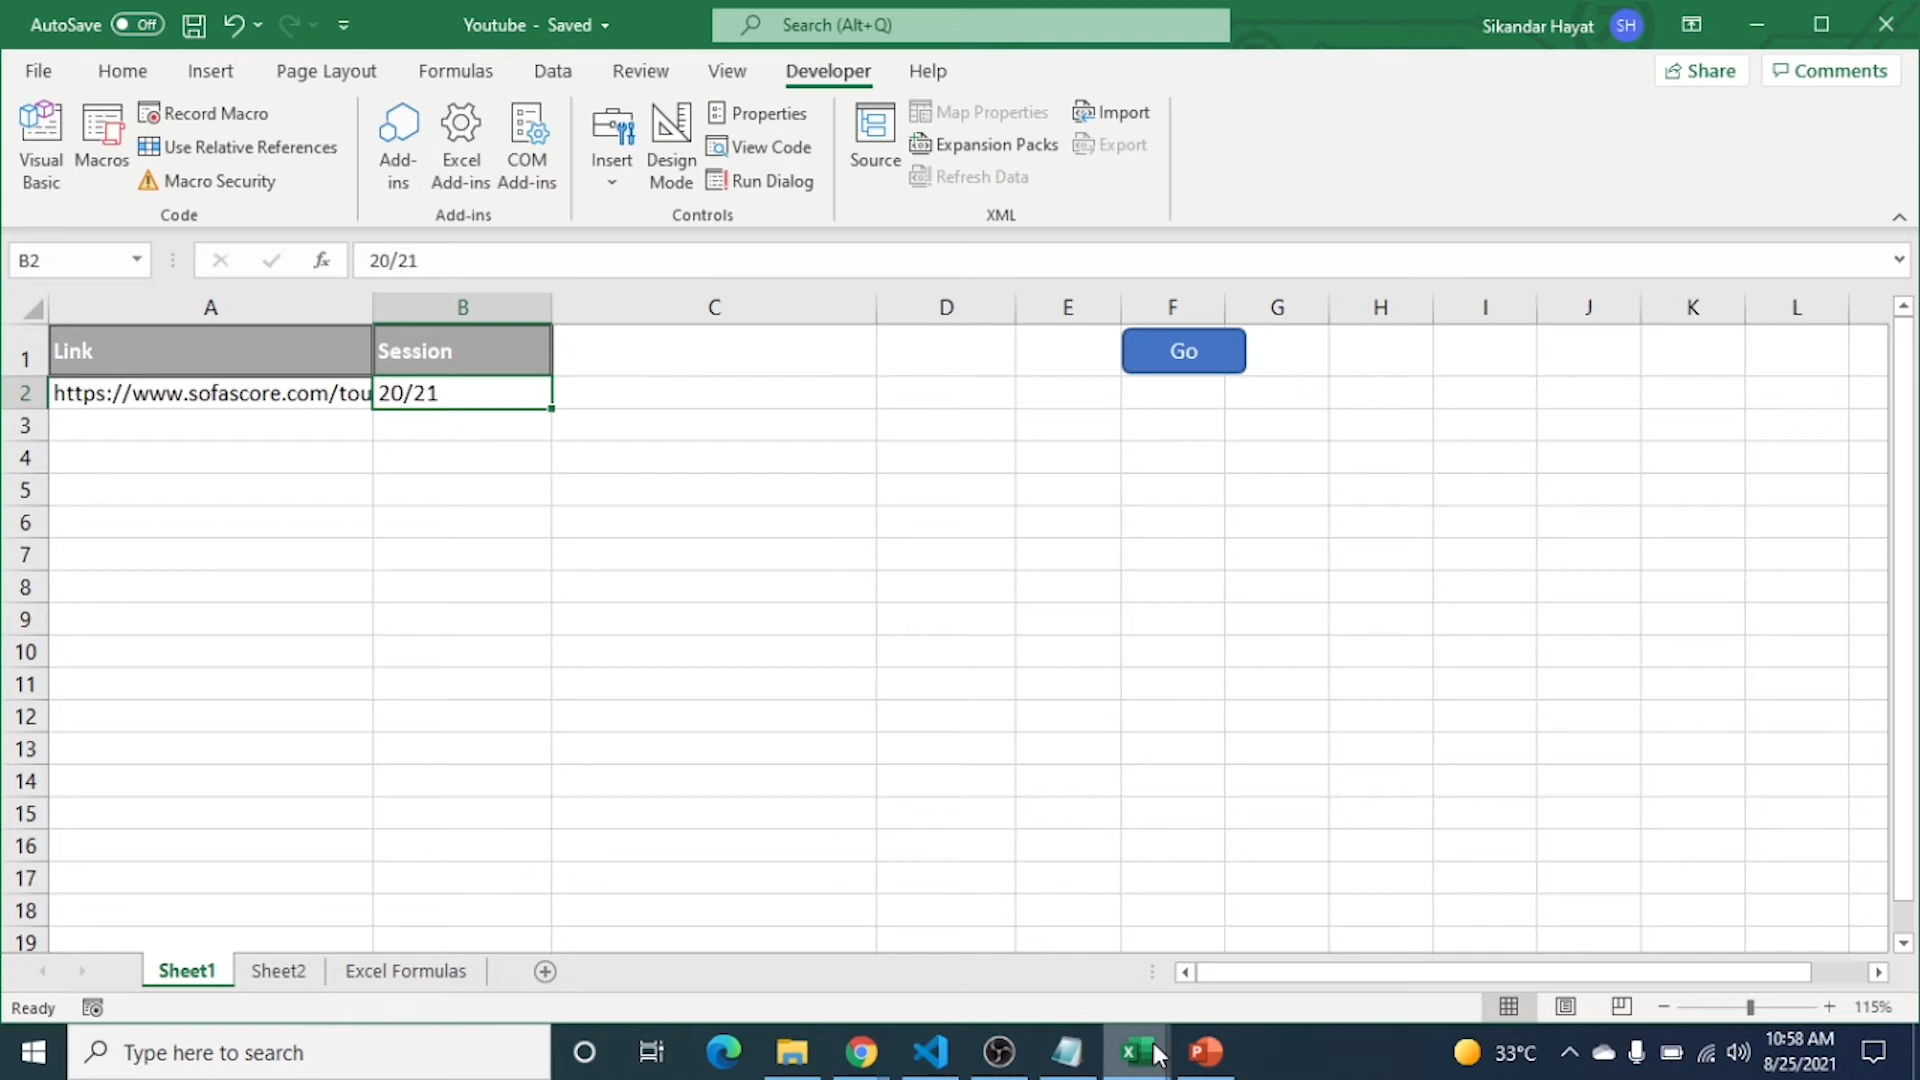 AutoSave Off Youtube - Saved Search (Alt+Q) Sikandar Hayat SH
File Home Insert Page Layout Formulas Data Review View Developer Help Share Comments
Visual Basic
Macros
Record Macro
Use Relative References
Macro Security
Code
Add-ins
Excel Add-ins
COM Add-ins
Add-ins
Insert
Design Mode
Properties
View Code
Run Dialog
Controls
Source
Map Properties
Expansion Packs
Refresh Data
Import
Export
XML
B2 fx 20/21
A B C D E F G H I J K L
1 Link Session Go
2 https://www.sofascore.com/tou 20/21
3
4
5
6
7
8
9
10
11
12
13
14
15
16
17
18
19
Sheet1 Sheet2 Excel Formulas
Ready 115%
Type here to search 33°C 10:58 AM
8/25/2021